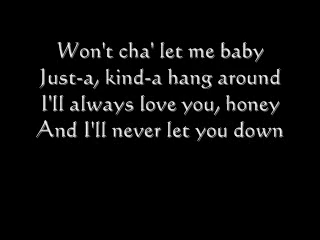 Won't cha' let me baby
Just-a, kind-a hang around
I'll always love you, honey
And I'll never let you down